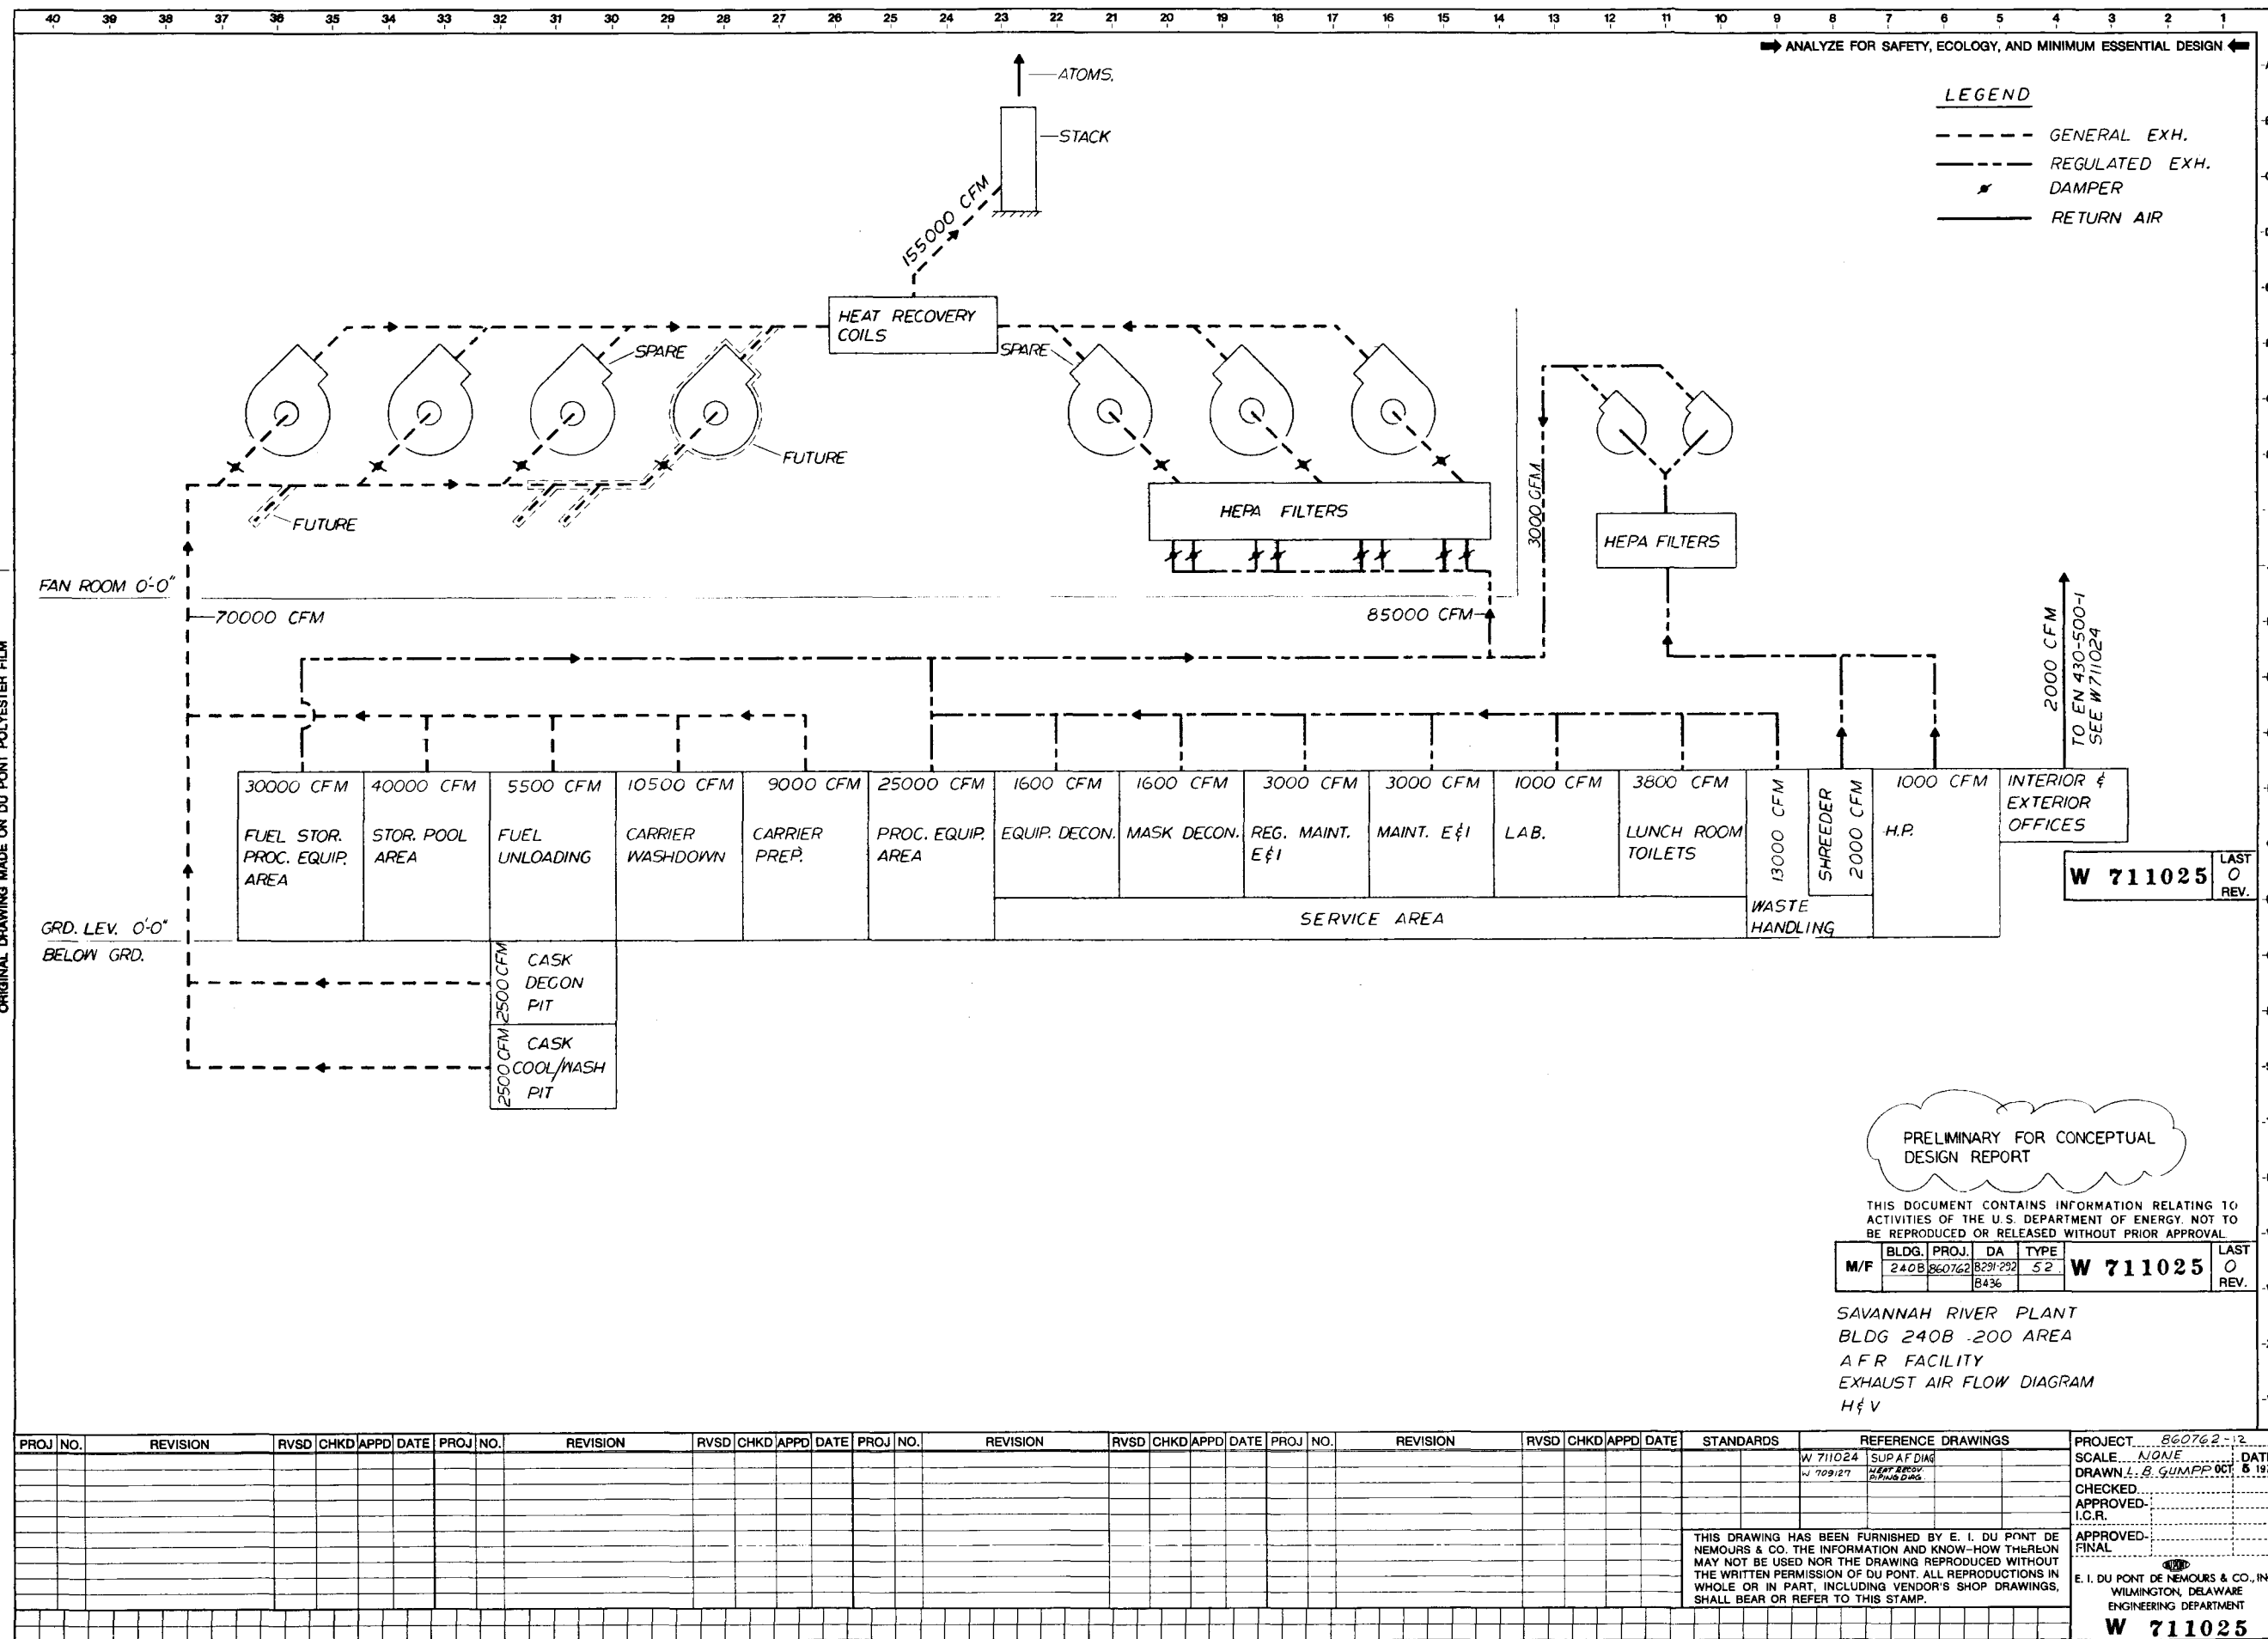 40 39 38 37 36 35 34 33 32 31 30 29 28 27 26 25 24 23 22 21 20 19 18 17 16 15 14 13 12 11 10 9 8 7 6 5 4 3 2 1
ANALYZE FOR SAFETY, ECOLOGY, AND MINIMUM ESSENTIAL DESIGN
ATOMS.
STACK
155000 CFM
LEGEND
GENERAL EXH.
REGULATED EXH.
DAMPER
RETURN AIR
HEAT RECOVERY
COILS
SPARE
SPARE
FUTURE
FUTURE
HEPA FILTERS
3000 CFM
HEPA FILTERS
FAN ROOM 0'-0"
70000 CFM
85000 CFM
2000 CFM
TO EN 430-500-1
SEE W711024
30000 CFM
FUEL STOR.
PROC. EQUIP.
AREA
40000 CFM
STOR. POOL
AREA
5500 CFM
FUEL
UNLOADING
10500 CFM
CARRIER
WASHDOWN
9000 CFM
CARRIER
PREP.
25000 CFM
PROC. EQUIP.
AREA
1600 CFM
EQUIP. DECON.
1600 CFM
MASK DECON.
3000 CFM
REG. MAINT.
E&I
3000 CFM
MAINT. E&I
1000 CFM
LAB.
3800 CFM
LUNCH ROOM
TOILETS
13000 CFM
SHREEDER
2000 CFM
WASTE
HANDLING
1000 CFM
H.P.
INTERIOR &
EXTERIOR
OFFICES
SERVICE AREA
W 711025
LAST
0
REV.
GRD. LEV. 0'-0"
BELOW GRD.
2500 CFM
CASK
DECON
PIT
2500 CFM
CASK
COOL/WASH
PIT
ORIGINAL DRAWING MADE ON DU PONT POLYESTER FILM
PRELIMINARY FOR CONCEPTUAL
DESIGN REPORT
THIS DOCUMENT CONTAINS INFORMATION RELATING TO
ACTIVITIES OF THE U.S. DEPARTMENT OF ENERGY. NOT TO
BE REPRODUCED OR RELEASED WITHOUT PRIOR APPROVAL.
M/F
BLDG. PROJ. DA TYPE
240B 860762 B291-292 52
B436
W 711025
LAST
0
REV.
SAVANNAH RIVER PLANT
BLDG 240B -200 AREA
AFR FACILITY
EXHAUST AIR FLOW DIAGRAM
H&V
PROJ NO. REVISION RVSD CHKD APPD DATE PROJ NO. REVISION RVSD CHKD APPD DATE PROJ NO. REVISION RVSD CHKD APPD DATE PROJ NO. REVISION RVSD CHKD APPD DATE STANDARDS REFERENCE DRAWINGS
W 711024 SUP AF DIAG
W 709127 HEAT RECOV. PIPING DIAG.
THIS DRAWING HAS BEEN FURNISHED BY E. I. DU PONT DE
NEMOURS & CO. THE INFORMATION AND KNOW-HOW THEREON
MAY NOT BE USED NOR THE DRAWING REPRODUCED WITHOUT
THE WRITTEN PERMISSION OF DU PONT. ALL REPRODUCTIONS IN
WHOLE OR IN PART, INCLUDING VENDOR'S SHOP DRAWINGS,
SHALL BEAR OR REFER TO THIS STAMP.
PROJECT 860762-12
SCALE NONE DATE
DRAWN L. B. GUMPP OCT 5
CHECKED
APPROVED-
I.C.R.
APPROVED-
FINAL
DU PONT
E. I. DU PONT DE NEMOURS & CO., IN
WILMINGTON, DELAWARE
ENGINEERING DEPARTMENT
W 711025